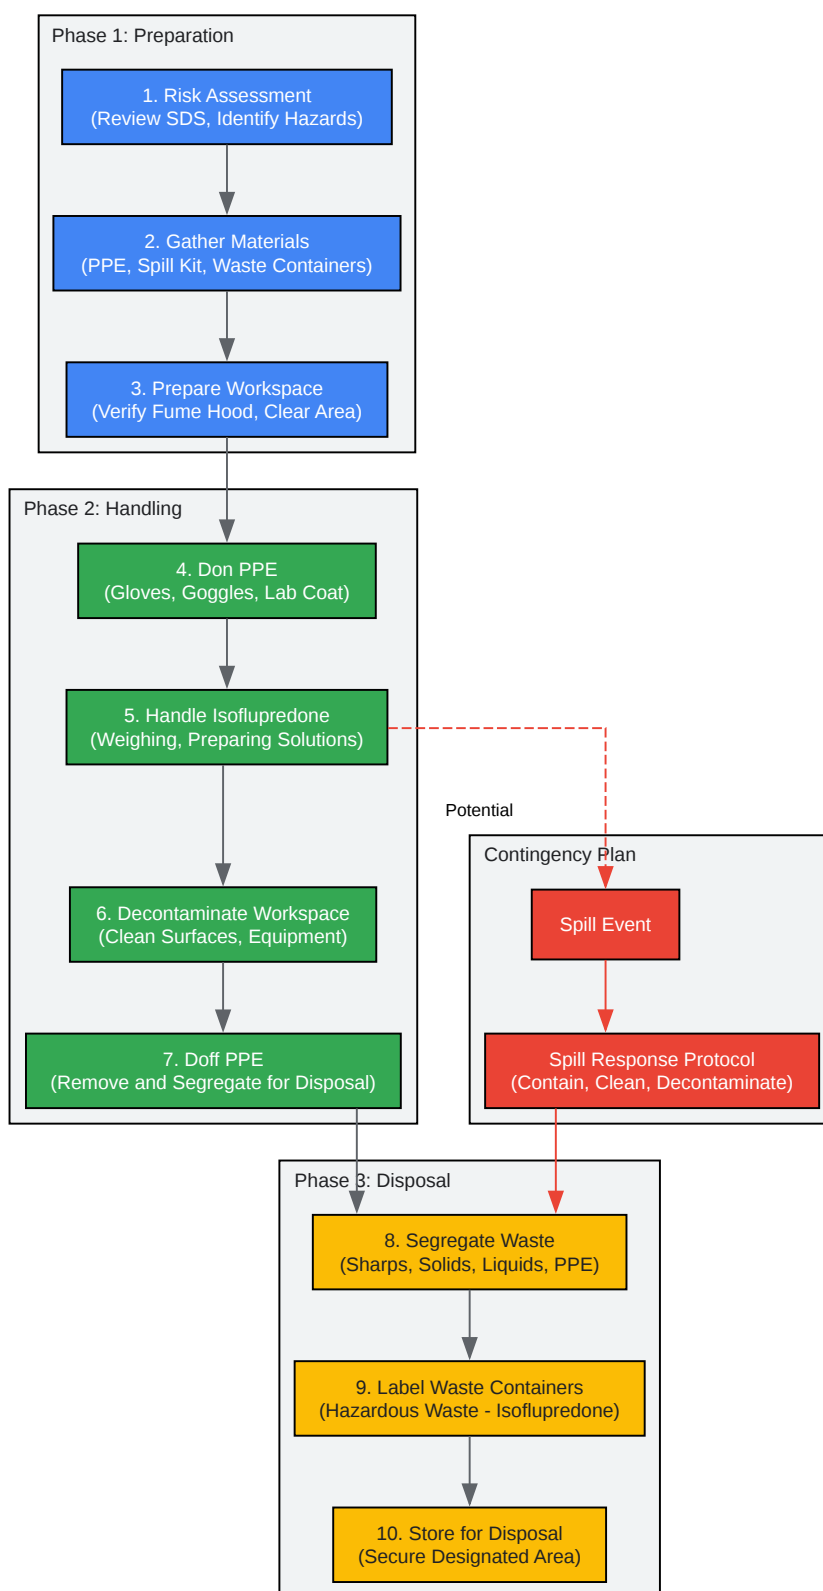 Phase 1: Preparation
1. Risk Assessment
(Review SDS, Identify Hazards)
2. Gather Materials
(PPE, Spill Kit, Waste Containers)
3. Prepare Workspace
(Verify Fume Hood, Clear Area)
Phase 2: Handling
4. Don PPE
(Gloves, Goggles, Lab Coat)
5. Handle Isoflupredone
(Weighing, Preparing Solutions)
Potential
Contingency Plan
6. Decontaminate Workspace
(Clean Surfaces, Equipment)
Spill Event
7. Doff PPE
(Remove and Segregate for Disposal)
Spill Response Protocol
(Contain, Clean, Decontaminate)
Phase 3: Disposal
8. Segregate Waste
(Sharps, Solids, Liquids, PPE)
9. Label Waste Containers
(Hazardous Waste - Isoflupredone)
10. Store for Disposal
(Secure Designated Area)